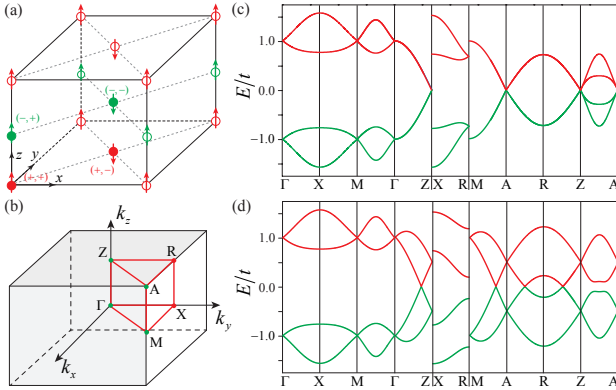 (a)
(−,+)
(−,−)
(+,+)
(+,−)
z
y
x
(b)
k_z
Z
R
A
Γ
X
k_y
M
k_x
(c)
E/t
1.0
0.0
−1.0
Γ X M Γ Z X R M A R Z A
(d)
E/t
1.0
0.0
−1.0
Γ X M Γ Z X R M A R Z A